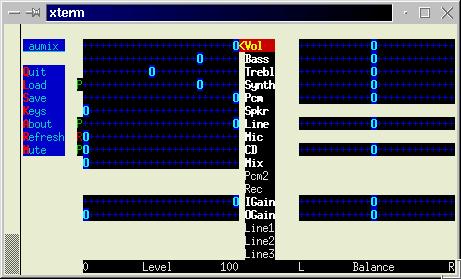 xterm
aumix O <Vol O
O Bass O
Quit O Trebl O
Load P O Synth O
Save O Pcm O
Keys O Spkr
About P O Line O
Refresh R O Mic
Mute P O CD O
O Mix
Pcm2
Rec
O IGain O
O OGain O
Line1
Line2
Line3
0 Level 100 L Balance R